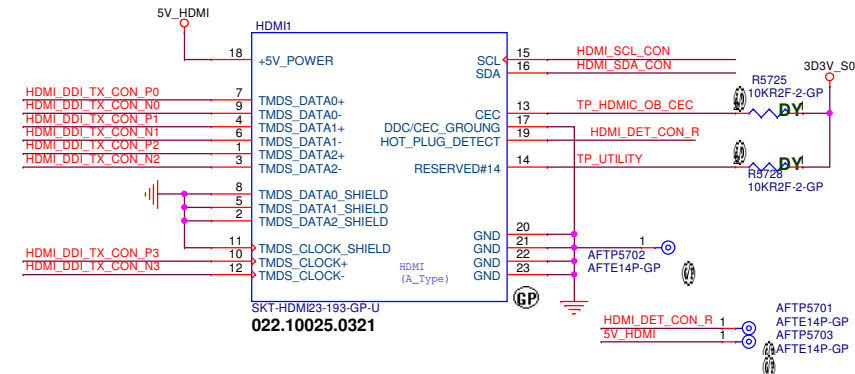 5V_HDMI
HDMI1
18 +5V_POWER
SCL 15 HDMI_SCL_CON
SDA 16 HDMI_SDA_CON
3D3V_S0
R5725
10KR2F-2-GP
HDMI_DDI_TX_CON_P0 7 TMDS_DATA0+
HDMI_DDI_TX_CON_N0 9 TMDS_DATA0-
HDMI_DDI_TX_CON_P1 4 TMDS_DATA1+
HDMI_DDI_TX_CON_N1 6 TMDS_DATA1-
HDMI_DDI_TX_CON_P2 1 TMDS_DATA2+
HDMI_DDI_TX_CON_N2 3 TMDS_DATA2-
CEC 13 TP_HDMIC_OB_CEC DY
DDC/CEC_GROUNG 17
HOT_PLUG_DETECT 19 HDMI_DET_CON_R
RESERVED#14 14 TP_UTILITY DY
R5728
10KR2F-2-GP
8 TMDS_DATA0_SHIELD
5 TMDS_DATA1_SHIELD
2 TMDS_DATA2_SHIELD
11 TMDS_CLOCK_SHIELD
HDMI_DDI_TX_CON_P3 10 TMDS_CLOCK+
HDMI_DDI_TX_CON_N3 12 TMDS_CLOCK-
GND 20
GND 21 1
GND 22
GND 23
AFTP5702
AFTE14P-GP
HDMI
(A_Type)
GP
SKT-HDMI23-193-GP-U
022.10025.0321
HDMI_DET_CON_R 1
5V_HDMI 1
AFTP5701
AFTE14P-GP
AFTP5703
AFTE14P-GP